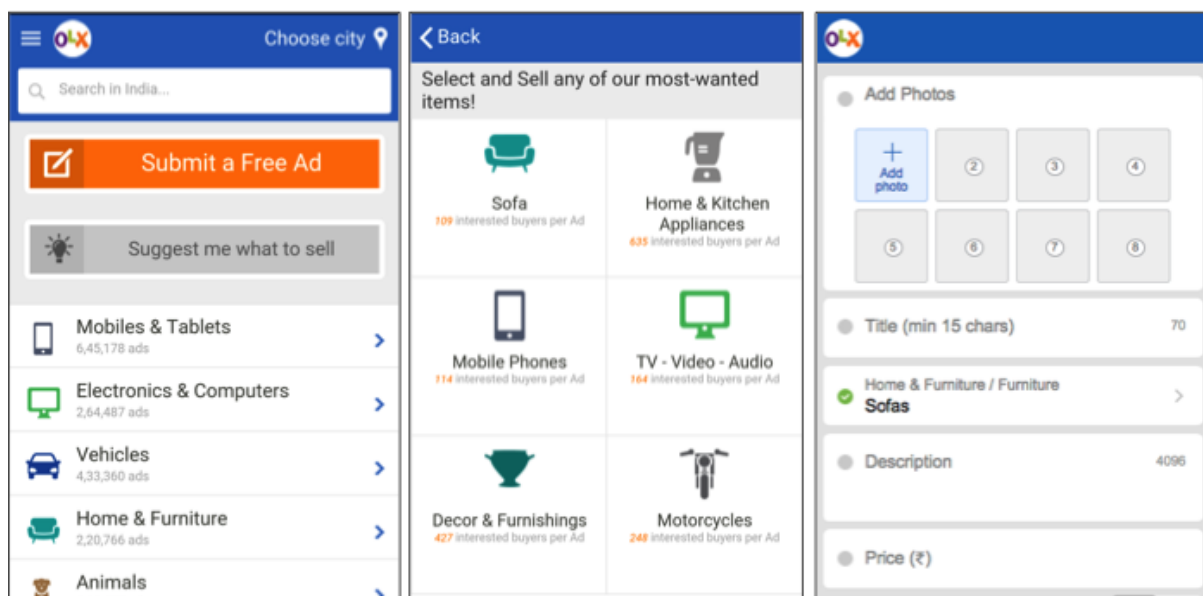 OLX
Choose city
Search in India...
Submit a Free Ad
Suggest me what to sell
Mobiles & Tablets
6,45,178 ads
Electronics & Computers
2,64,487 ads
Vehicles
4,33,360 ads
Home & Furniture
2,20,766 ads
Animals
Back
Select and Sell any of our most-wanted
items!
Sofa
109 interested buyers per Ad
Home & Kitchen
Appliances
635 interested buyers per Ad
Mobile Phones
114 interested buyers per Ad
TV - Video - Audio
164 interested buyers per Ad
Decor & Furnishings
427 interested buyers per Ad
Motorcycles
248 interested buyers per Ad
OLX
Add Photos
+
Add
photo
2
3
4
5
6
7
8
Title (min 15 chars) 70
Home & Furniture / Furniture
Sofas
Description 4096
Price (₹)